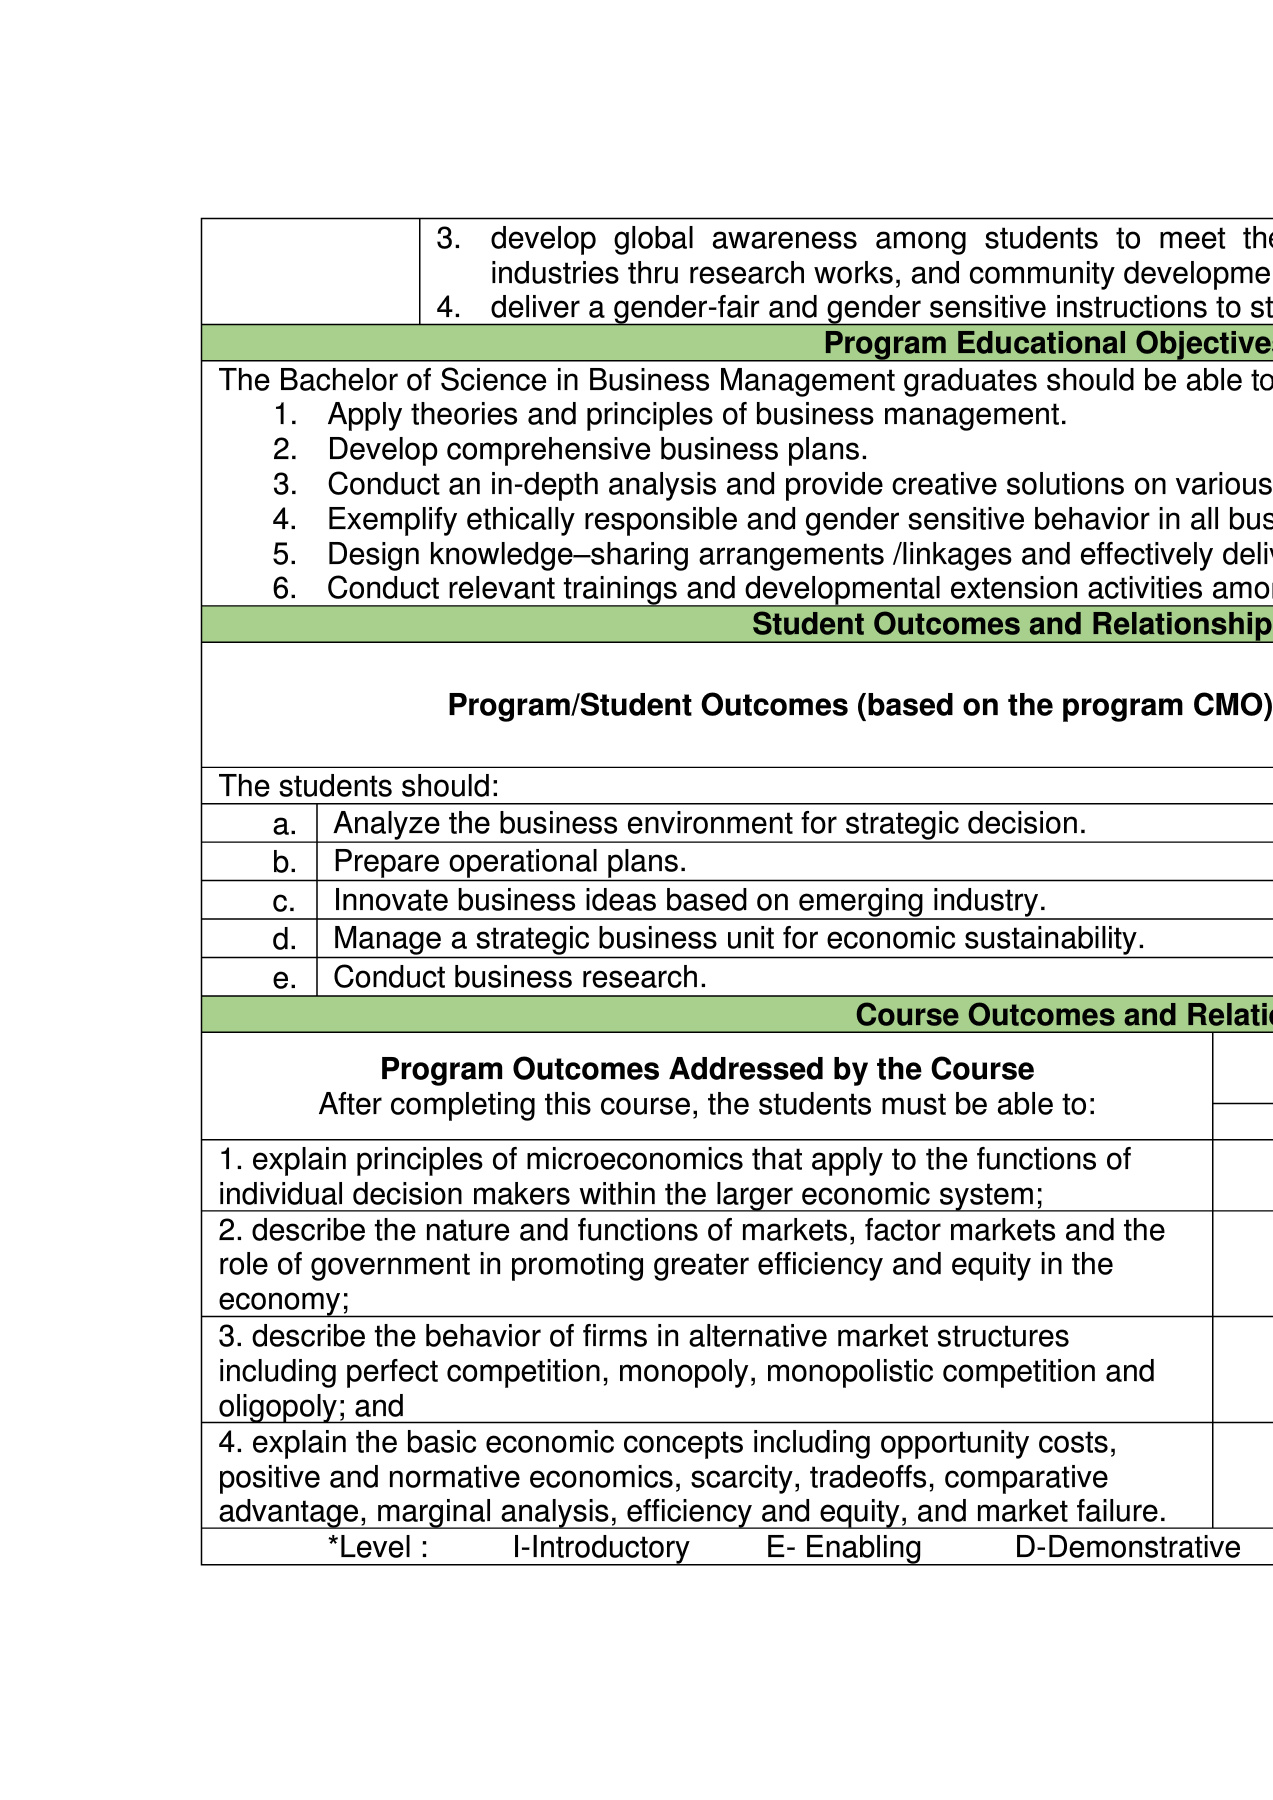 3. develop global awareness among students to meet the
industries thru research works, and community developme
4. deliver a gender-fair and gender sensitive instructions to st
Program Educational Objectives
The Bachelor of Science in Business Management graduates should be able to
1. Apply theories and principles of business management.
2. Develop comprehensive business plans.
3. Conduct an in-depth analysis and provide creative solutions on various
4. Exemplify ethically responsible and gender sensitive behavior in all bus
5. Design knowledge–sharing arrangements /linkages and effectively deliv
6. Conduct relevant trainings and developmental extension activities amo
Student Outcomes and Relationship
Program/Student Outcomes (based on the program CMO)
The students should:
a. Analyze the business environment for strategic decision.
b. Prepare operational plans.
c. Innovate business ideas based on emerging industry.
d. Manage a strategic business unit for economic sustainability.
e. Conduct business research.
Course Outcomes and Relatio
Program Outcomes Addressed by the Course
After completing this course, the students must be able to:
1. explain principles of microeconomics that apply to the functions of
individual decision makers within the larger economic system;
2. describe the nature and functions of markets, factor markets and the
role of government in promoting greater efficiency and equity in the
economy;
3. describe the behavior of firms in alternative market structures
including perfect competition, monopoly, monopolistic competition and
oligopoly; and
4. explain the basic economic concepts including opportunity costs,
positive and normative economics, scarcity, tradeoffs, comparative
advantage, marginal analysis, efficiency and equity, and market failure.
*Level : I-Introductory E- Enabling D-Demonstrative